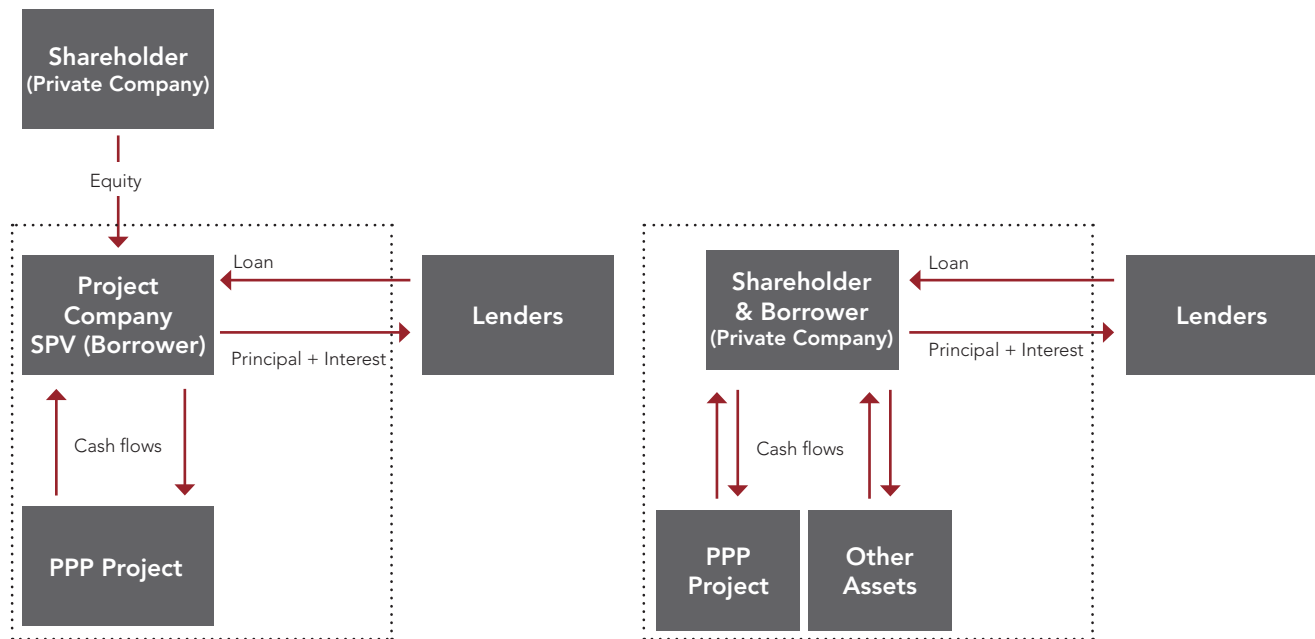 Shareholder
(Private Company)
Equity
Project
Company
SPV (Borrower)
Loan
Principal + Interest
Lenders
Cash flows
PPP Project
Shareholder
& Borrower
(Private Company)
Loan
Principal + Interest
Lenders
Cash flows
PPP
Project
Other
Assets